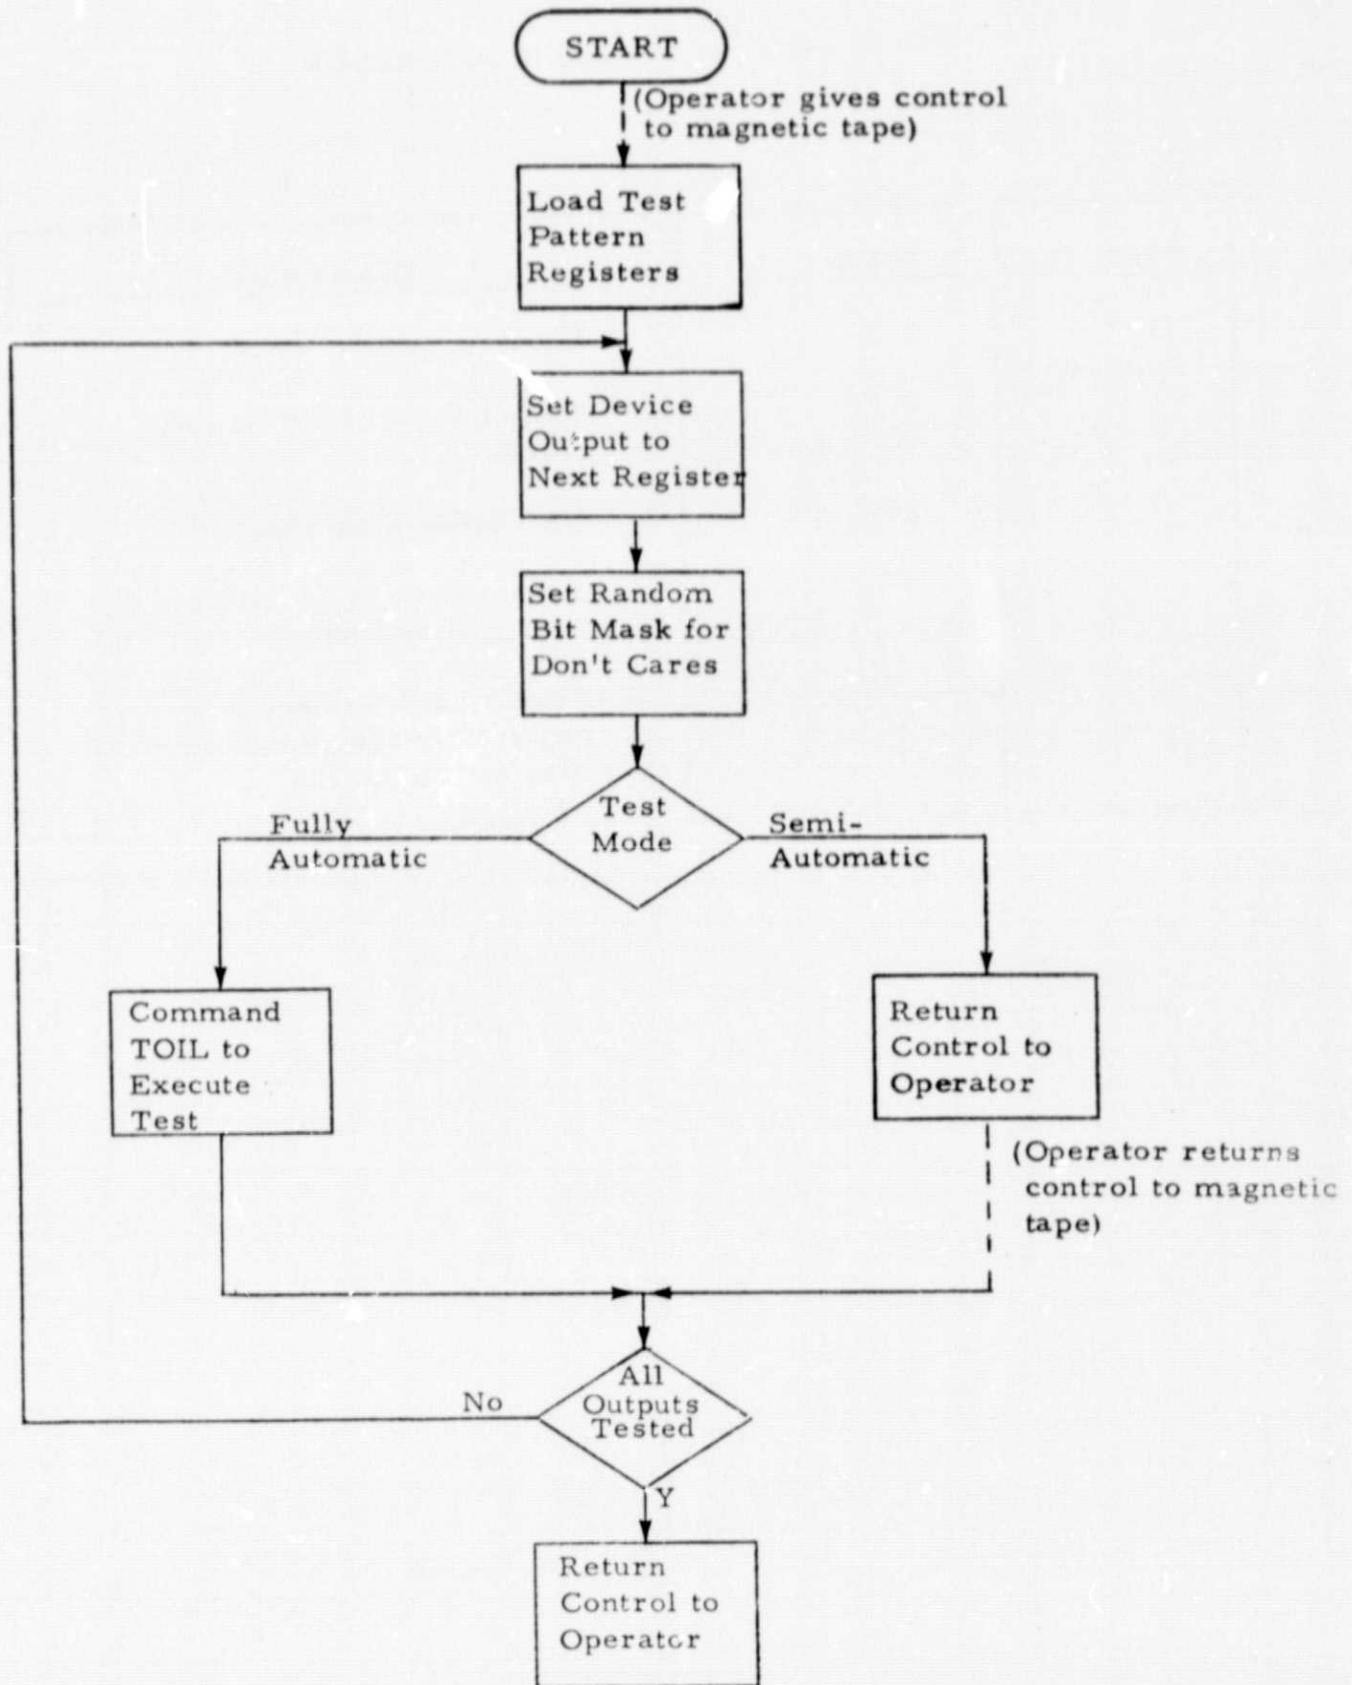 START
(Operator gives control
to magnetic tape)
Load Test
Pattern
Registers
Set Device
Output to
Next Register
Set Random
Bit Mask for
Don't Cares
Test
Mode
Fully
Automatic
Semi-
Automatic
Command
TOIL to
Execute
Test
Return
Control to
Operator
(Operator returns
control to magnetic
tape)
All
Outputs
Tested
No
Y
Return
Control to
Operator